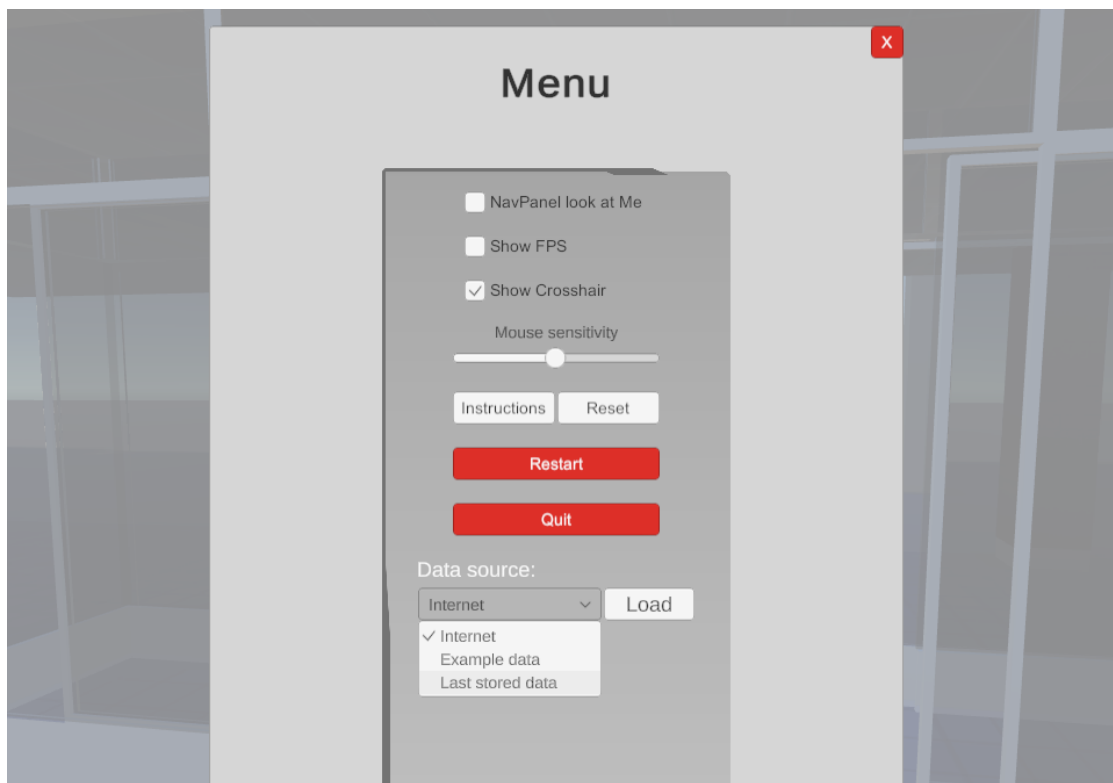 X
Menu
NavPanel look at Me
Show FPS
Show Crosshair
Mouse sensitivity
Instructions Reset
Restart
Quit
Data source:
Internet Load
Internet
Example data
Last stored data